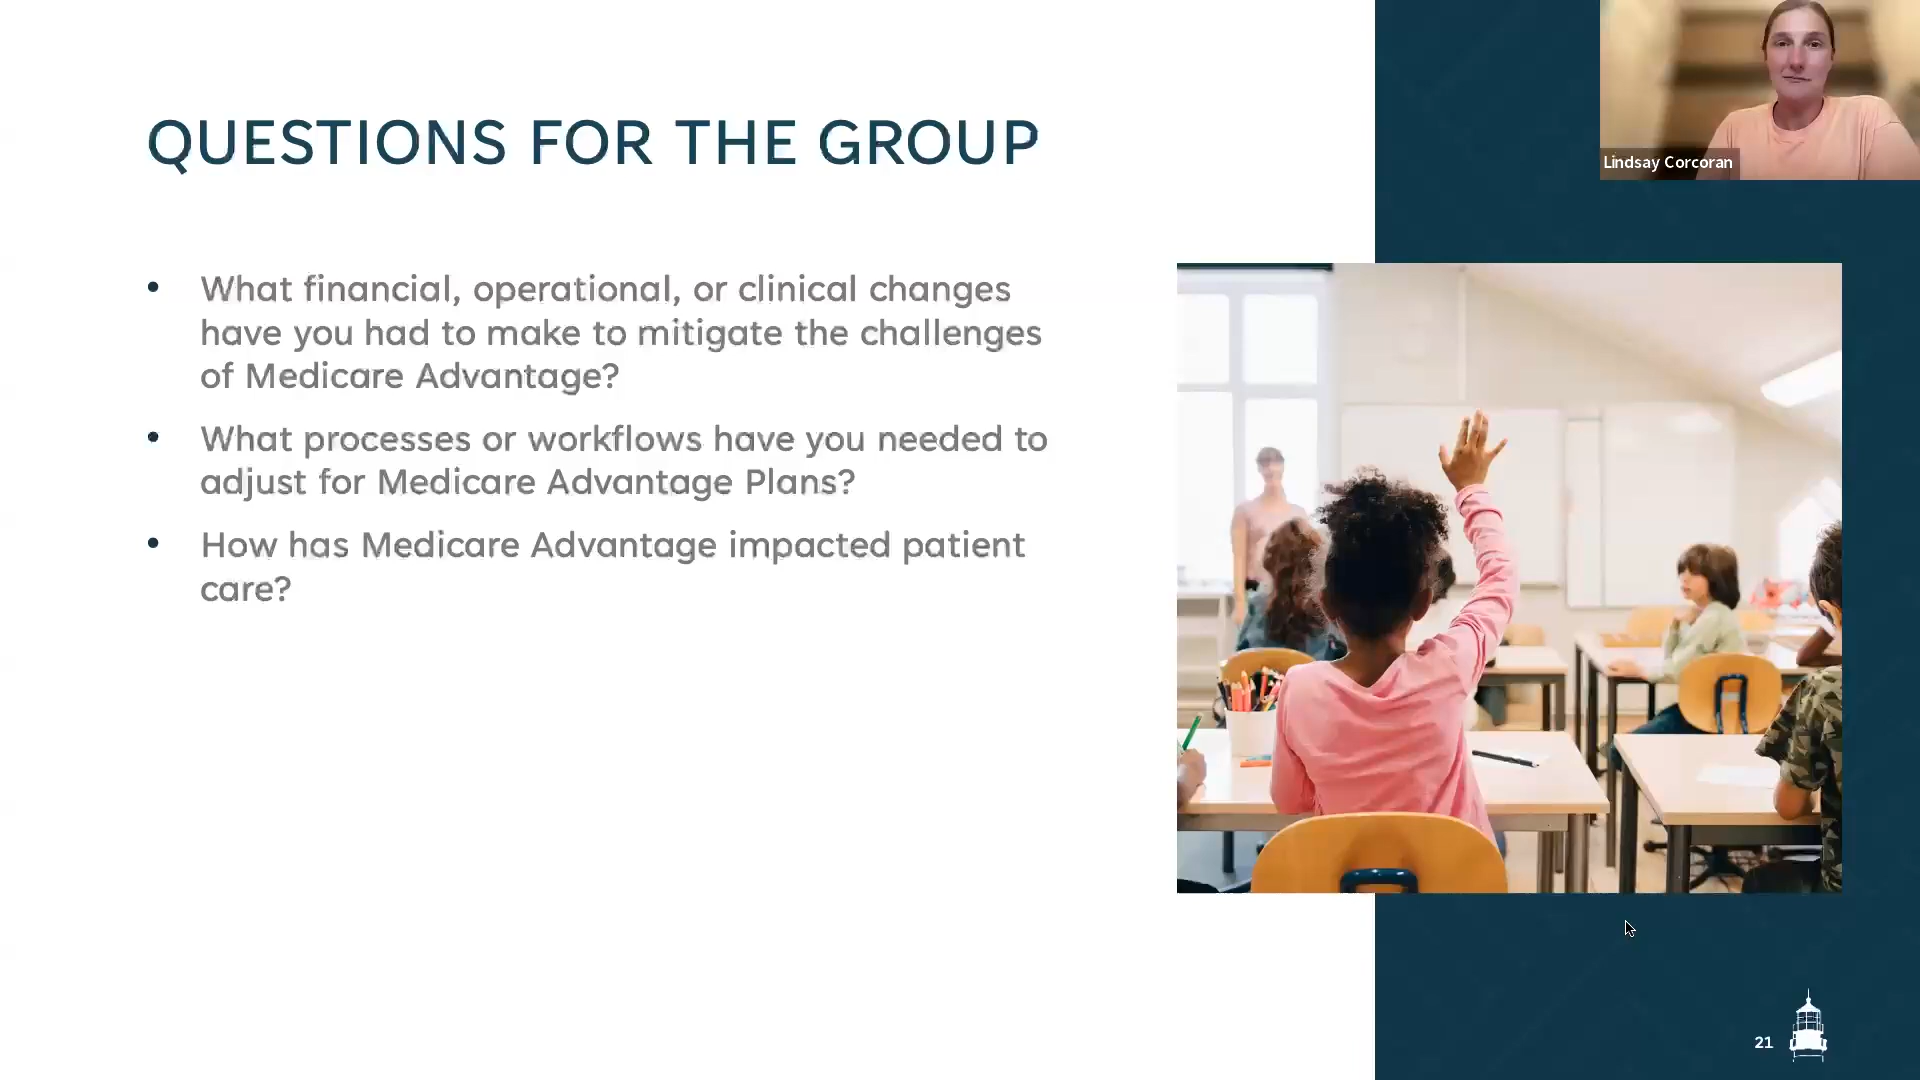 QUESTIONS FOR THE GROUP
Lindsay Corcoran
• What financial, operational, or clinical changes
have you had to make to mitigate the challenges
of Medicare Advantage?
• What processes or workflows have you needed to
adjust for Medicare Advantage Plans?
• How has Medicare Advantage impacted patient
care?
21